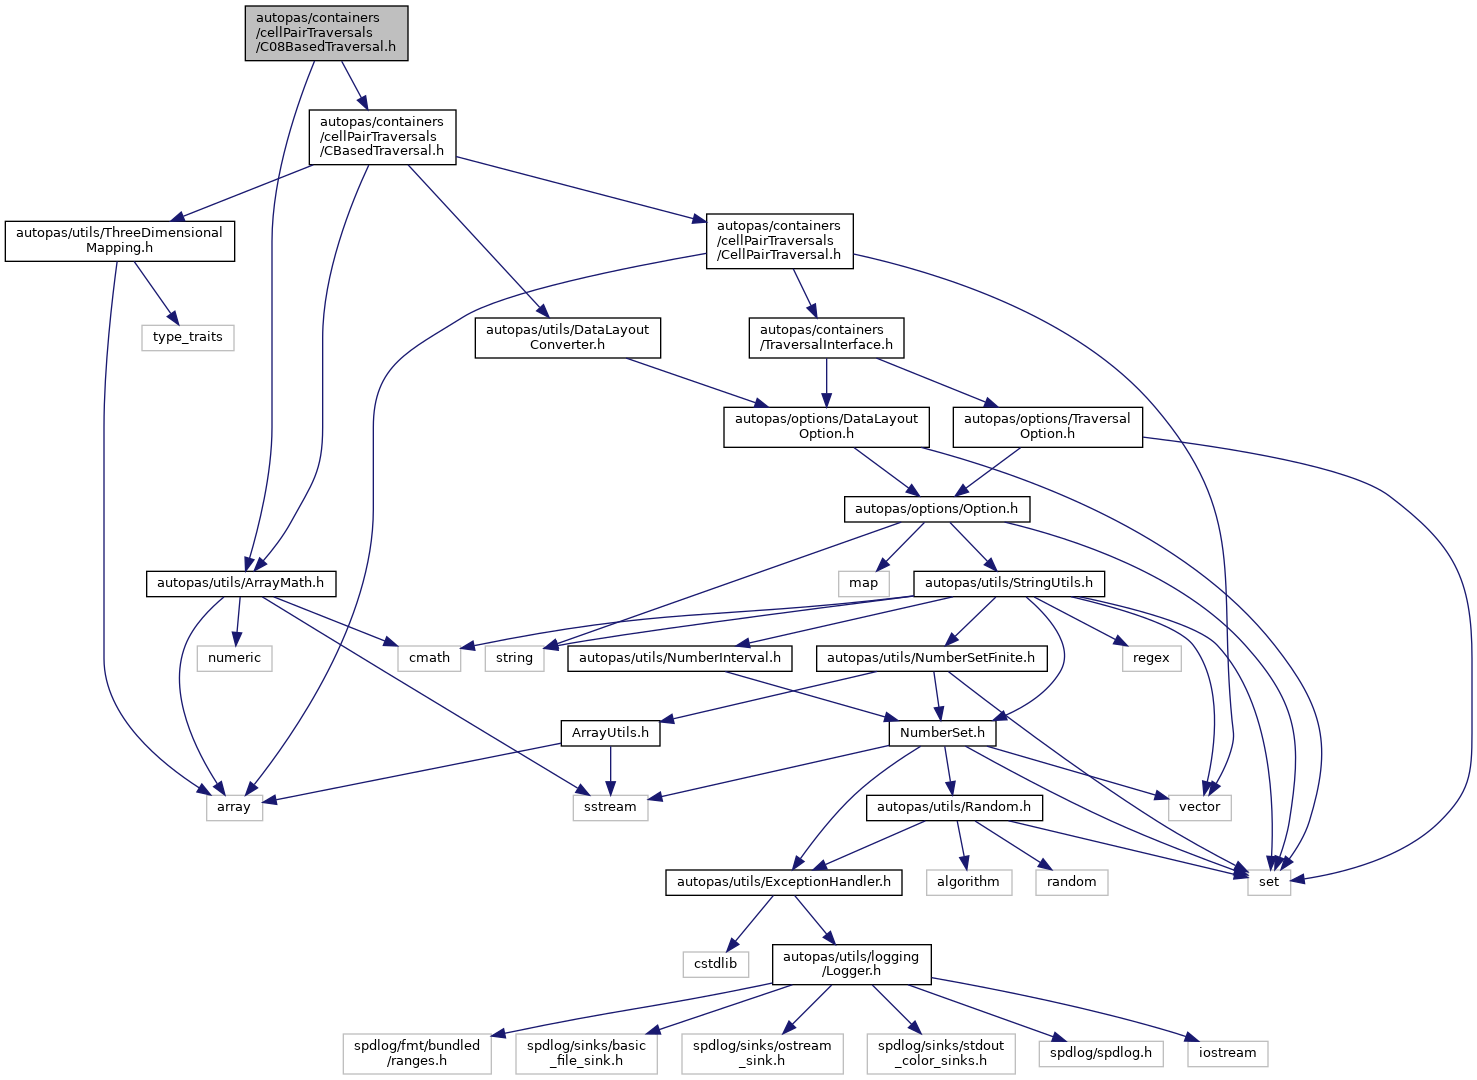 autopas/containers
/cellPairTraversals
/C08BasedTraversal.h
autopas/containers
/cellPairTraversals
/CBasedTraversal.h
autopas/utils/ThreeDimensional
Mapping.h
autopas/containers
/cellPairTraversals
/CellPairTraversal.h
type_traits
autopas/utils/DataLayout
Converter.h
autopas/containers
/TraversalInterface.h
autopas/options/DataLayout
Option.h
autopas/options/Traversal
Option.h
autopas/options/Option.h
autopas/utils/ArrayMath.h
map
autopas/utils/StringUtils.h
numeric
cmath
string
autopas/utils/NumberInterval.h
autopas/utils/NumberSetFinite.h
regex
ArrayUtils.h
NumberSet.h
array
sstream
autopas/utils/Random.h
vector
autopas/utils/ExceptionHandler.h
algorithm
random
set
cstdlib
autopas/utils/logging
/Logger.h
spdlog/fmt/bundled
/ranges.h
spdlog/sinks/basic
_file_sink.h
spdlog/sinks/ostream
_sink.h
spdlog/sinks/stdout
_color_sinks.h
spdlog/spdlog.h
iostream